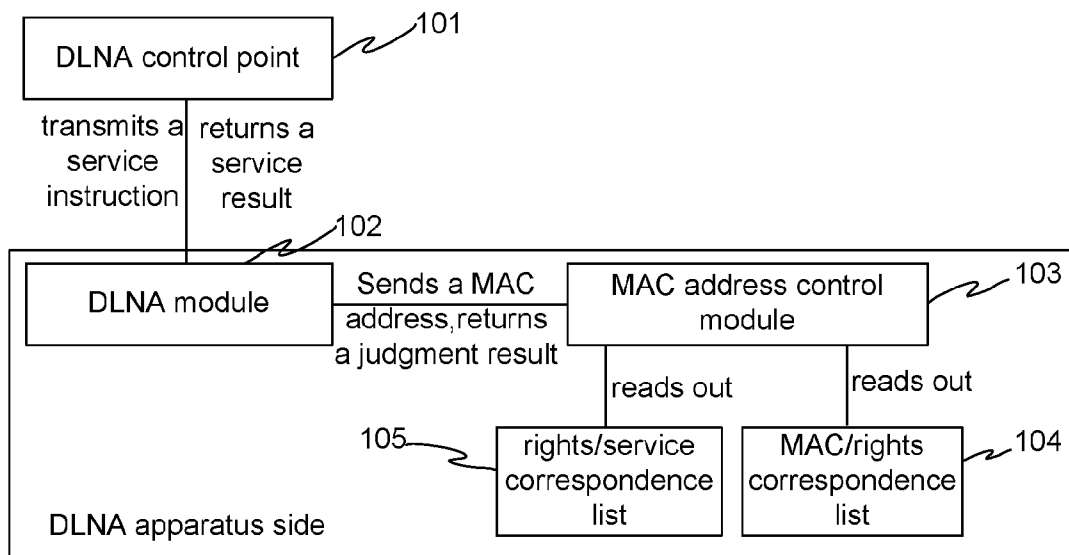 101
DLNA control point
transmits a
service
instruction
returns a
service
result
102
DLNA module
Sends a MAC
address,returns
a judgment result
MAC address control
module
103
reads out
reads out
105
rights/service
correspondence
list
MAC/rights
correspondence
list
104
DLNA apparatus side